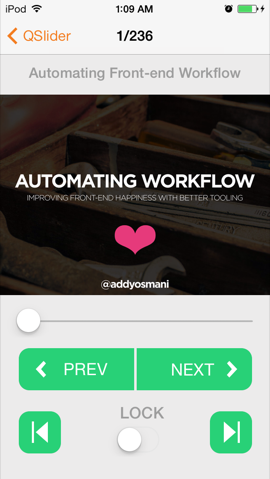 iPod 1:09 AM
QSlider 1/236
Automating Front-end Workflow
AUTOMATING WORKFLOW
IMPROVING FRONT-END HAPPINESS WITH BETTER TOOLING
@addyosmani
PREV NEXT
LOCK